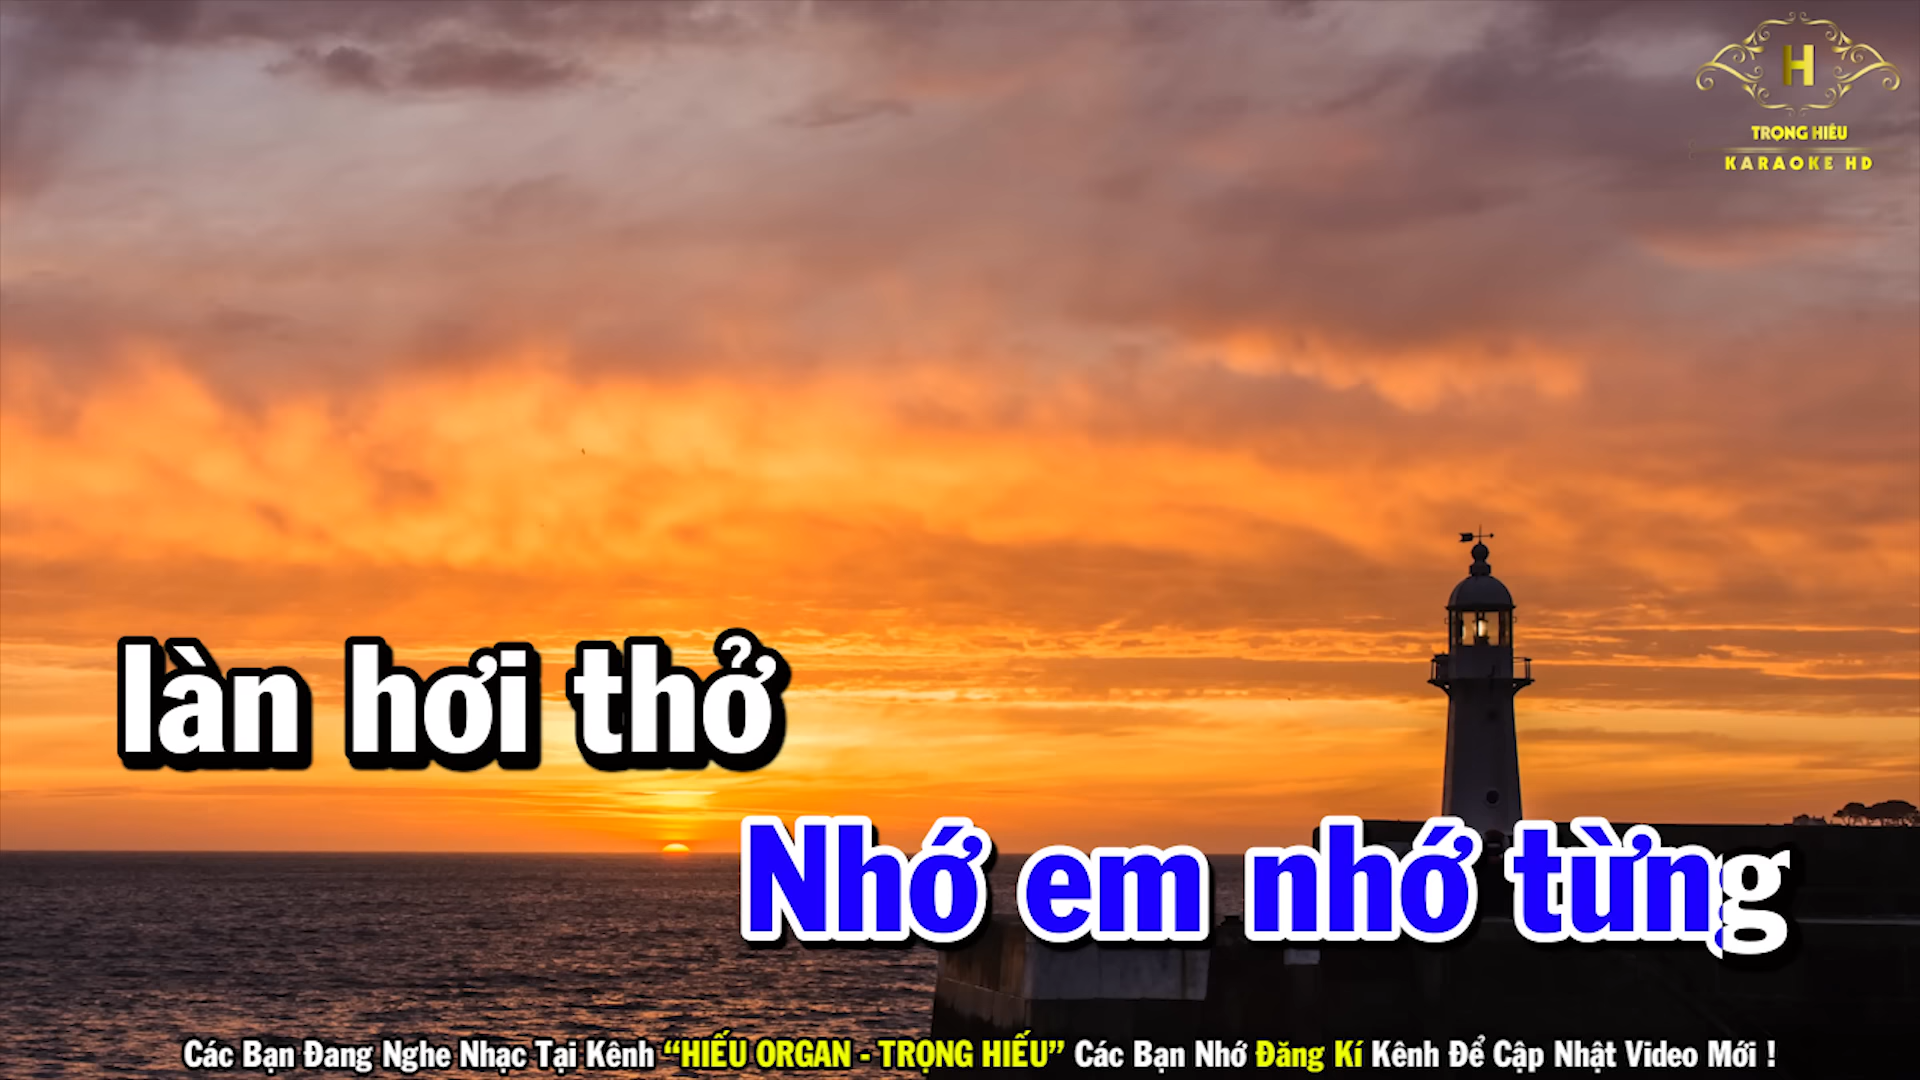 H
TRỌNG HIẾU
KARAOKE HD
làn hơi thở
Nhớ em nhớ từng
Các Bạn Đang Nghe Nhạc Tại Kênh “HIẾU ORGAN - TRỌNG HIẾU” Các Bạn Nhớ Đăng Kí Kênh Để Cập Nhật Video Mới !